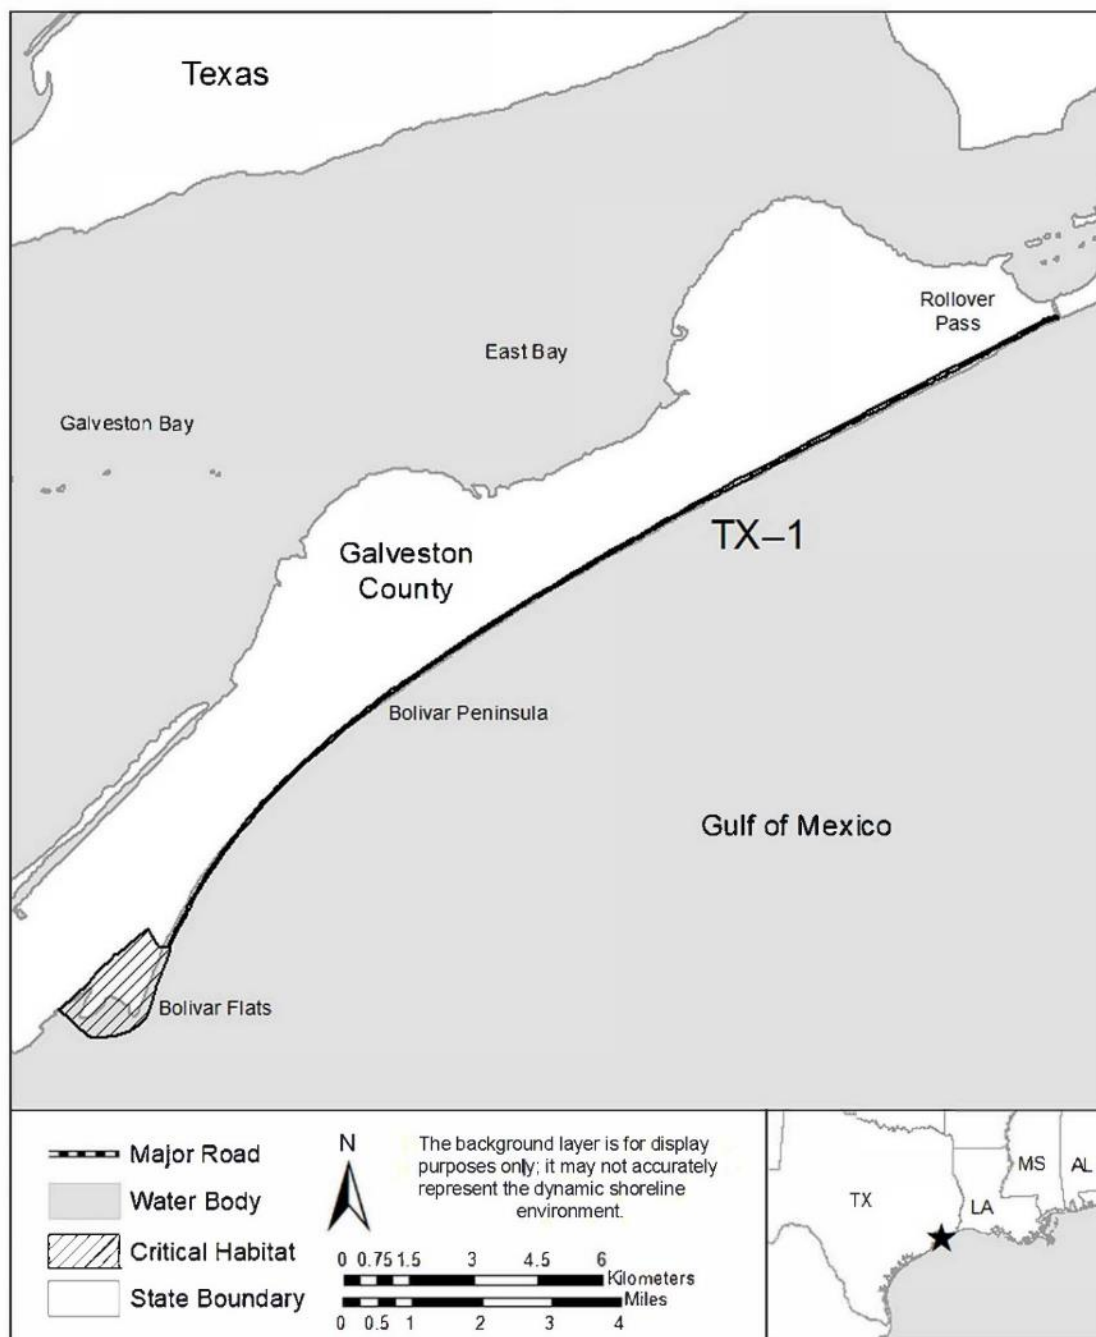 Texas
Rollover
Pass
East Bay
Galveston Bay
TX–1
Galveston
County
Bolivar Peninsula
Gulf of Mexico
Bolivar Flats
Major Road
Water Body
Critical Habitat
State Boundary
N
The background layer is for display
purposes only; it may not accurately
represent the dynamic shoreline
environment.
0 0.75 1.5 3 4.5 6
Kilometers
Miles
0 0.5 1 2 3 4
TX
LA
MS
AL